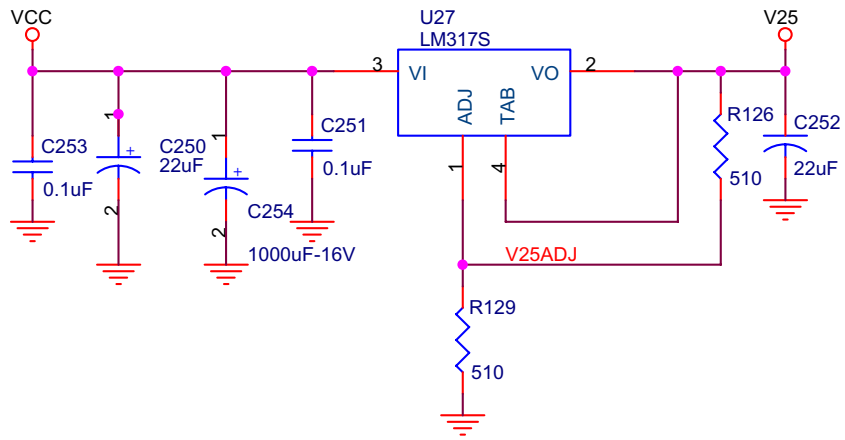 VCC
U27
LM317S
V25
3
VI
VO
2
ADJ
TAB
1
4
C253
0.1uF
1
C250
22uF
2
1
C254
2
1000uF-16V
C251
0.1uF
R126
510
C252
22uF
V25ADJ
R129
510
+
+